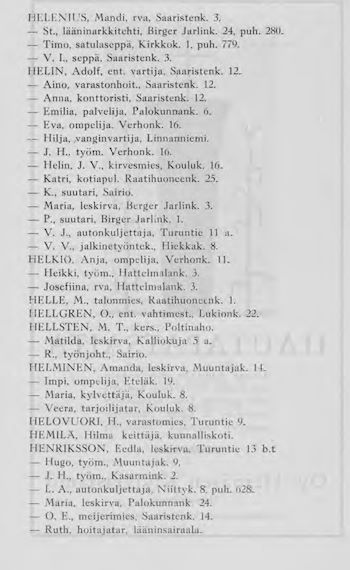 HELENIUS, Mandi, rva, Saaristenk. 3.
— St., lääninarkkitehti, Birger Jarlink. 24, puh. 280.
— Timo, satulaseppä, Kirkkok. 1, puh. 779.
— V. I., seppä, Saaristenk. 3.
HELIN, Adolf, ent. vartija, Saaristenk. 12.
— Aino, varastonhoit., Saaristenk. 12.
— Anna, konttoristi, Saaristenk. 12.
— Emilia, palvelija, Palokunnank. 6.
— Eva, ompelija, Verhonk. 16.
— Hilja, vanginvartija, Linnanniemi.
— J. H., työm. Verhonk. 16.
— Helin, J. V., kirvesmies, Kouluk. 16.
— Katri, kotiapul. Raatihuoneenk. 25.
— K., suutari, Sairio.
— Maria, leskirva, Berger Jarlink. 3.
— P., suutari, Birger Jarlink. 1.
— V. J., autonkuljettaja, Turuntie 11 a.
— V. V., jalkinetyöntek., Hiekkak. 8.
HELKIÖ, Anja, ompelija, Verhonk. 11.
— Heikki, työm., Hattelmalank. 3.
— Josefiina, rva, Hattelmalank. 3.
HELLE, M., talonmies, Raatihuoneenk. 1.
HELLGREN, O., ent. vahtimest., Lukionk. 22.
HELLSTEN, M. T., kers., Poltinaho.
— Matilda, leskirva, Kalliokuja 5 a.
— R., työnjoht., Sairio.
HELMINEN, Amanda, leskirva, Muuntajak. 14.
— Impi, ompelija, Eteläk. 19.
— Maria, kylvettäjä, Kouluk. 8.
— Veera, tarjoilijatar, Kouluk. 8.
HELOVUORI, H., varastomies, Turuntie 9.
HEMILÄ, Hilma keittäjä, kunnalliskoti.
HENRIKSSON, Eedla, leskirva, Turuntie 13 b.t
— Hugo, työm., Muuntajak. 9.
— J. H., työm., Kasarmink. 2.
— L. A., autonkuljettaja, Niittyk. 8, puh. 628.
— Maria, leskirva, Palokunnank. 24.
— O. E., meijerimies, Saaristenk. 14.
— Ruth, hoitajatar, lääninsairaala.